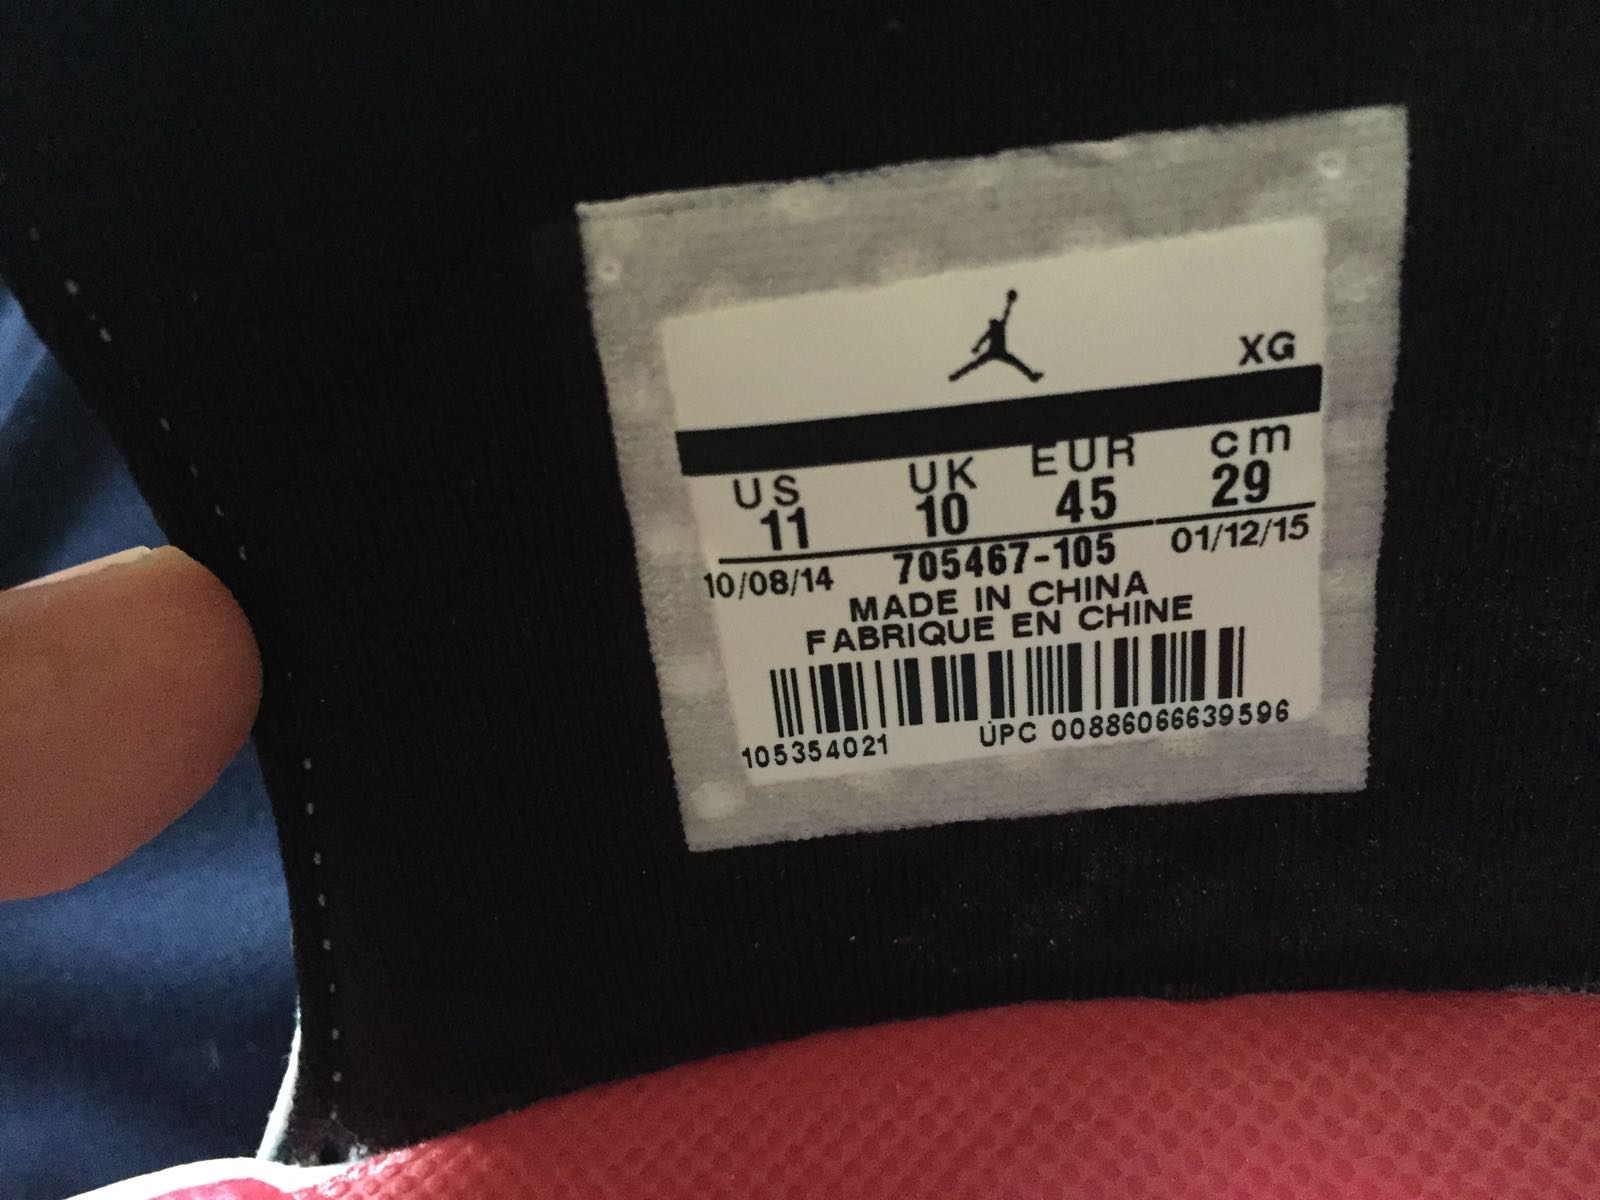 XG
US UK EUR cm
11 10 45 29
10/08/14 705467-105 01/12/15
MADE IN CHINA
FABRIQUE EN CHINE
105354021 UPC 00886066639596